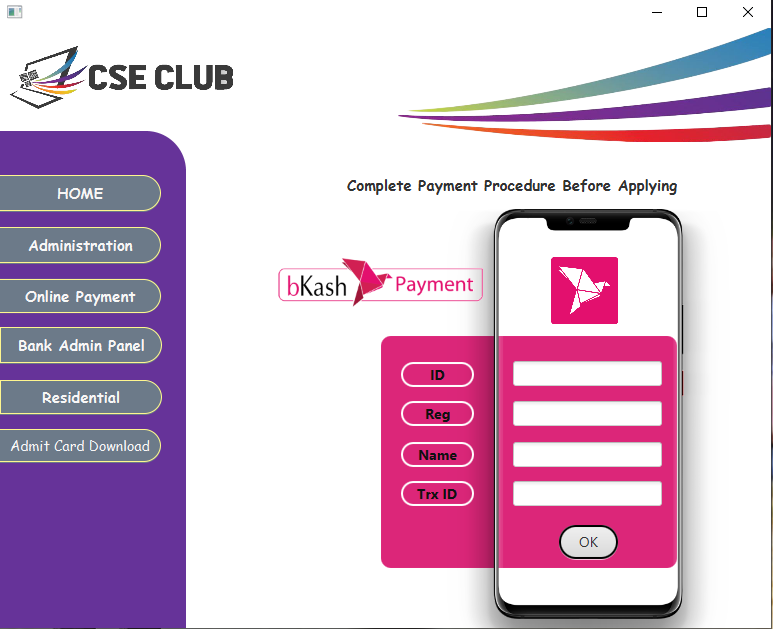 CSE CLUB
HOME
Administration
Online Payment
Bank Admin Panel
Residential
Admit Card Download
Complete Payment Procedure Before Applying
bKash Payment
ID
Reg
Name
Trx ID
OK